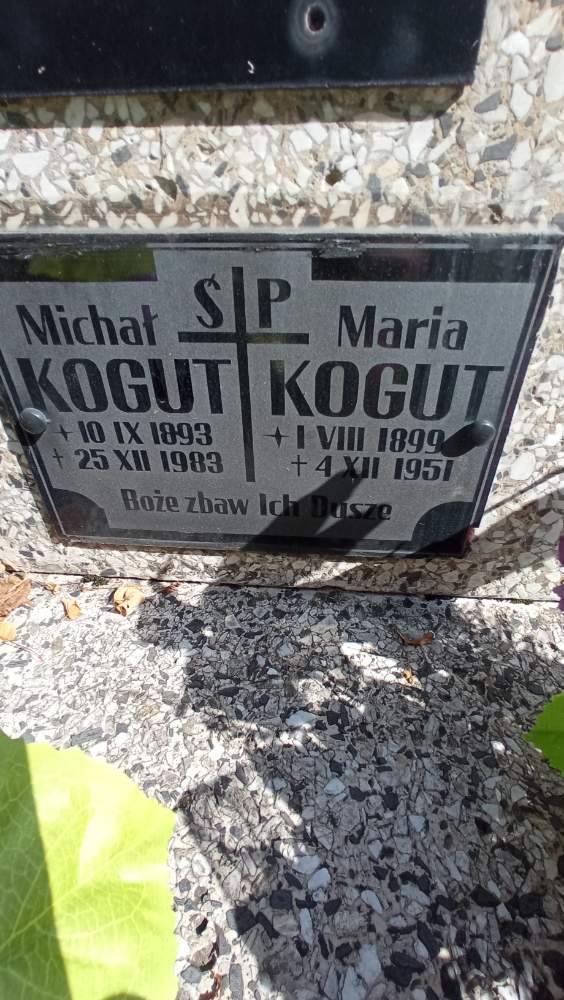 Ś P
Michał
KOGUT
10 IX 1893
† 25 XII 1983
Maria
KOGUT
1 VIII 1899
† 4 XII 1951
Boże zbaw Ich Dusze